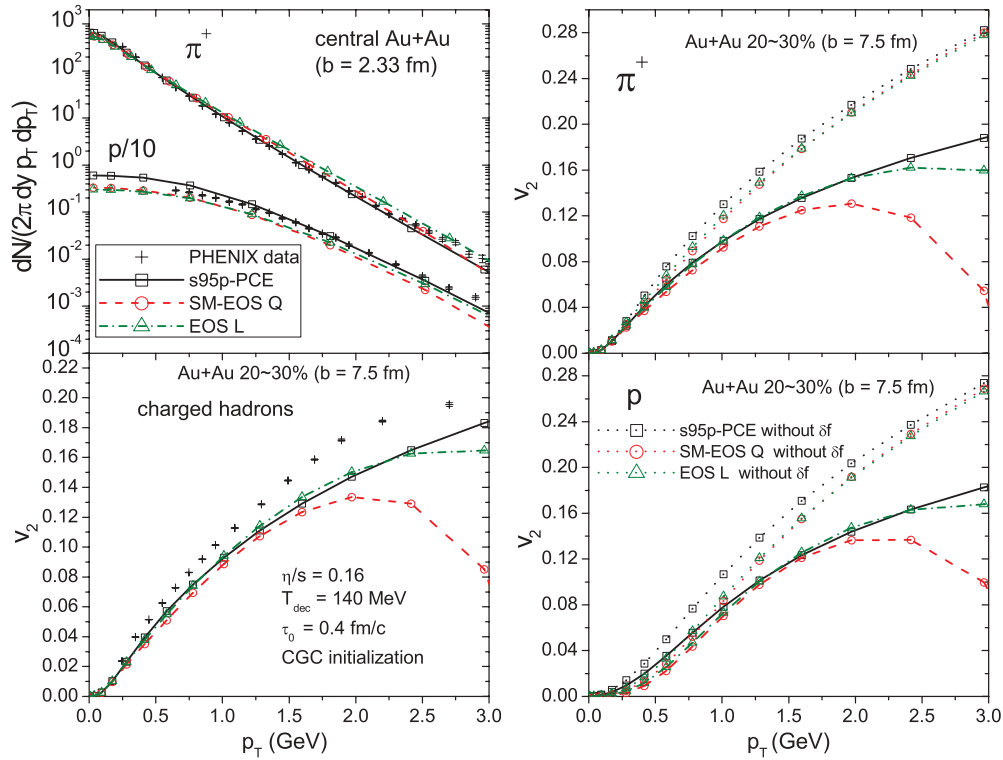 π⁺
central Au+Au
(b = 2.33 fm)
dN/(2πdy p_T dp_T)
10³
10²
10¹
10⁰
10⁻¹
10⁻²
10⁻³
10⁻⁴
p/10
PHENIX data
s95p-PCE
SM-EOS Q
EOS L
Au+Au 20~30% (b = 7.5 fm)
π⁺
v₂
0.28
0.24
0.20
0.16
0.12
0.08
0.04
0.00
Au+Au 20~30% (b = 7.5 fm)
charged hadrons
v₂
0.22
0.20
0.18
0.16
0.14
0.12
0.10
0.08
0.06
0.04
0.02
0.00
η/s = 0.16
T_dec = 140 MeV
τ₀ = 0.4 fm/c
CGC initialization
0.0 0.5 1.0 1.5 2.0 2.5 3.0
p_T (GeV)
p
Au+Au 20~30% (b = 7.5 fm)
s95p-PCE without δf
SM-EOS Q without δf
EOS L without δf
v₂
0.28
0.24
0.20
0.16
0.12
0.08
0.04
0.00
0.0 0.5 1.0 1.5 2.0 2.5 3.0
p_T (GeV)